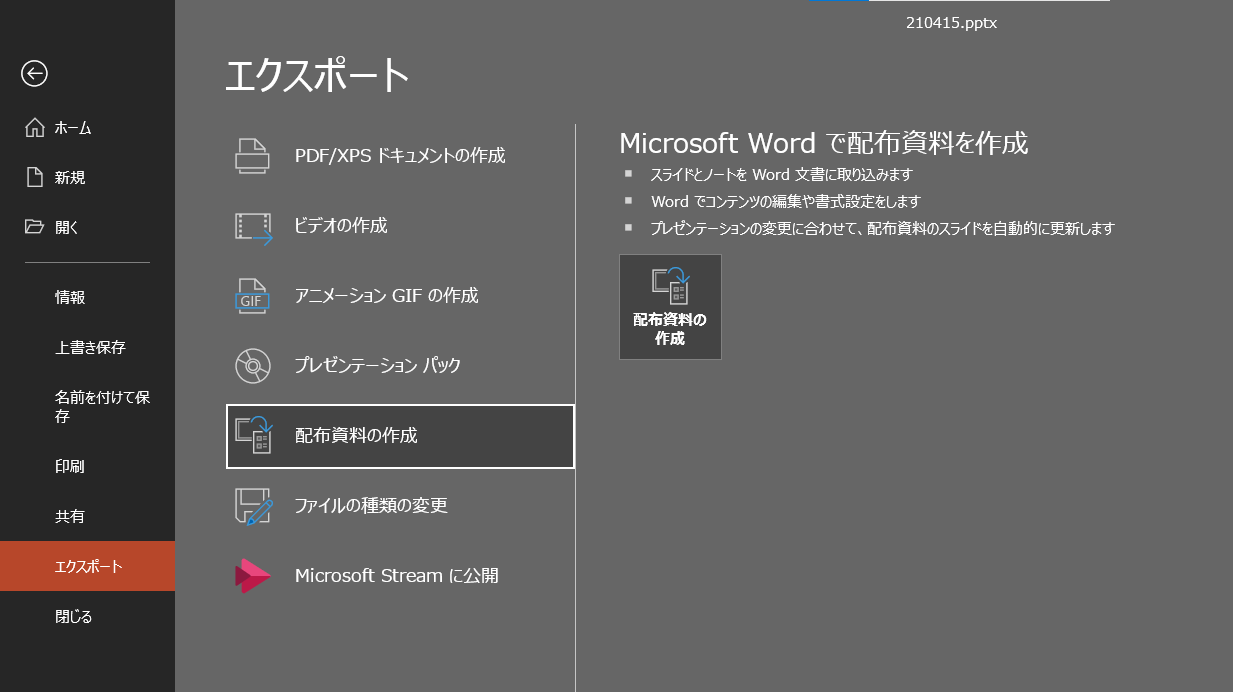 210415.pptx
ホーム
新規
開く
情報
上書き保存
名前を付けて保
存
印刷
共有
エクスポート
閉じる
エクスポート
PDF/XPS ドキュメントの作成
ビデオの作成
GIF
アニメーション GIF の作成
プレゼンテーション パック
配布資料の作成
ファイルの種類の変更
Microsoft Stream に公開
Microsoft Word で配布資料を作成
スライドとノートを Word 文書に取り込みます
Word でコンテンツの編集や書式設定をします
プレゼンテーションの変更に合わせて、配布資料のスライドを自動的に更新します
配布資料の
作成